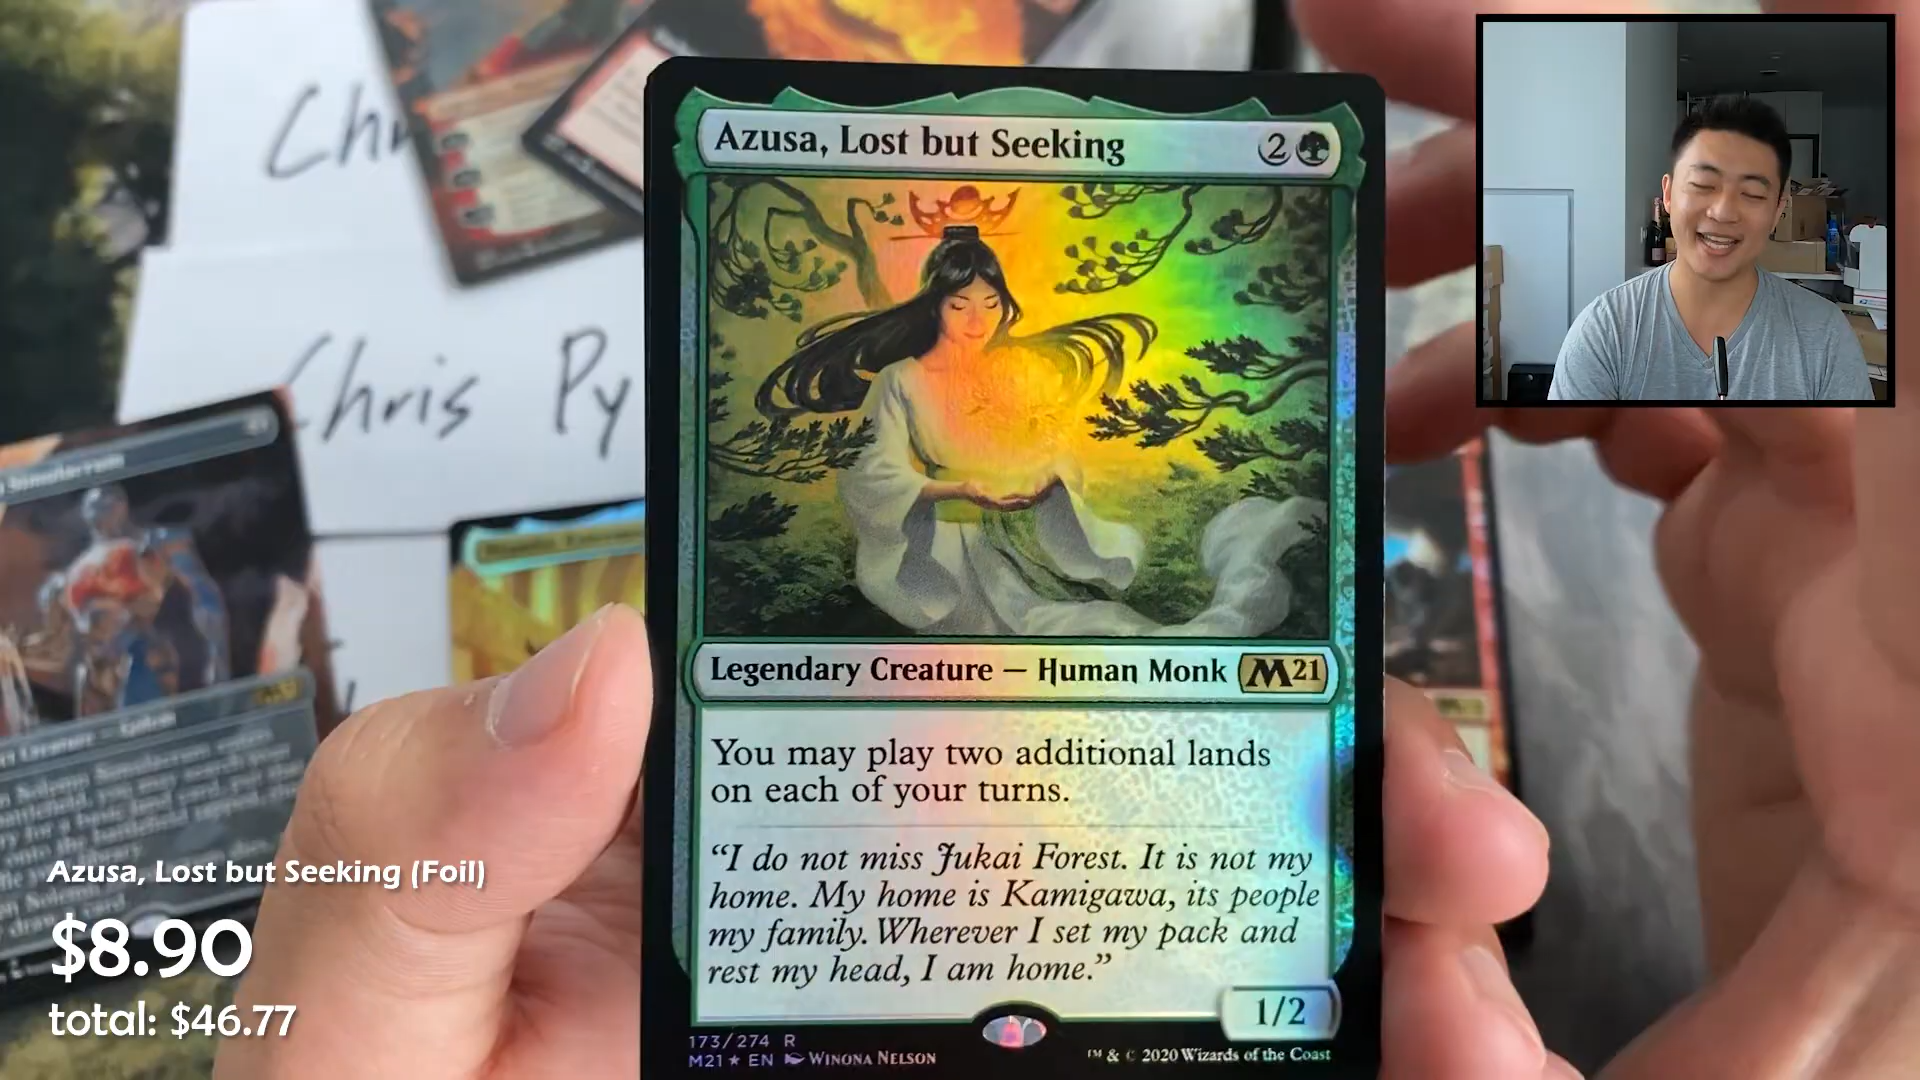 Chr
Chris Py
Azusa, Lost but Seeking 2
Legendary Creature — Human Monk M21
You may play two additional lands
on each of your turns.
“I do not miss Jukai Forest. It is not my
home. My home is Kamigawa, its people
my family. Wherever I set my pack and
rest my head, I am home.”
1/2
173/274 R
M21★EN WINONA NELSON
™ & © 2020 Wizards of the Coast
Azusa, Lost but Seeking (Foil)
$8.90
total: $46.77